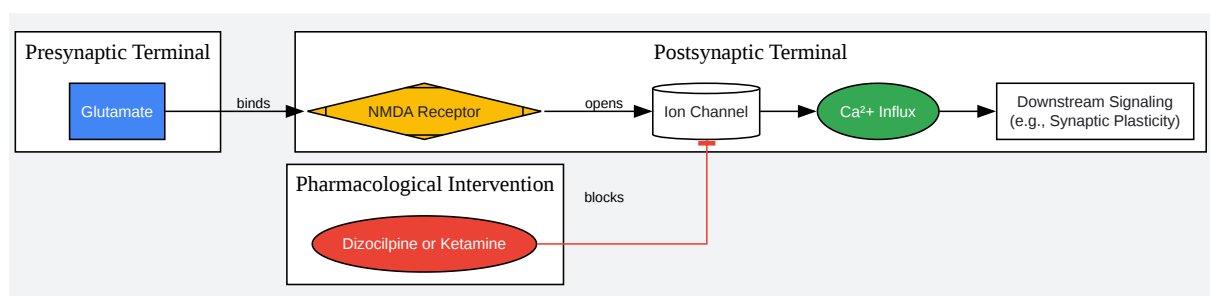 Presynaptic Terminal
Postsynaptic Terminal
Glutamate
binds
NMDA Receptor
opens
Ion Channel
Ca²+ Influx
Downstream Signaling
(e.g., Synaptic Plasticity)
Pharmacological Intervention
blocks
Dizocilpine or Ketamine